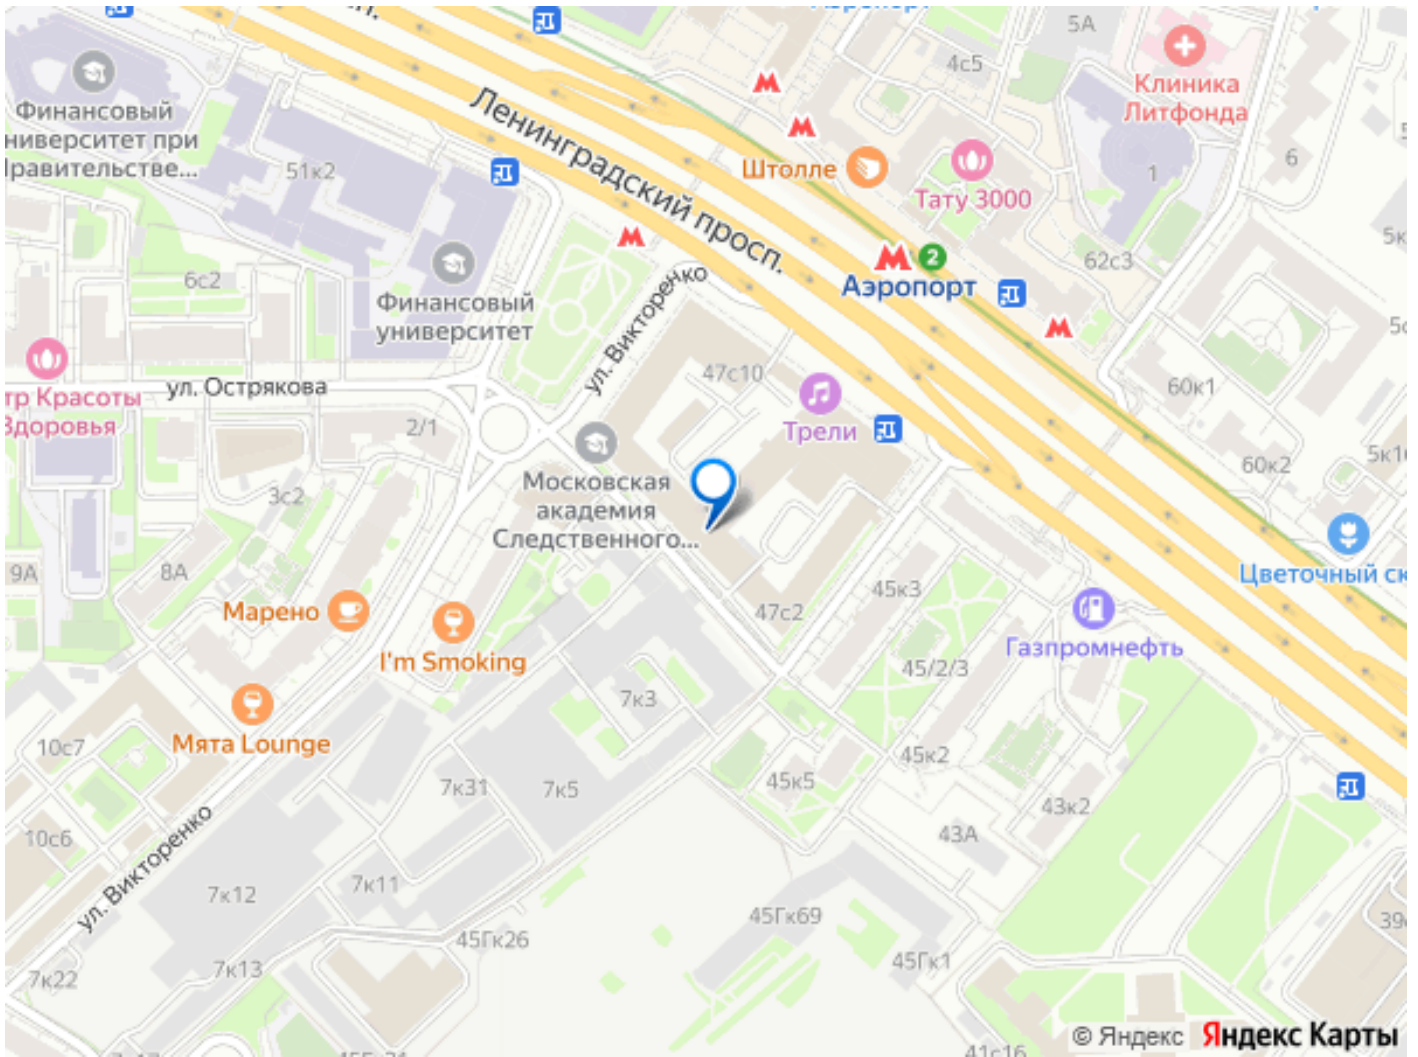 5А
4с5
Клиника
Литфонда
Финансовый
ниверситет при
равительстве...
51к2
Ленинградский просп.
Штолле
Тату 3000
1
6
6с2
Финансовый
университет
2
Аэропорт
62с3
ул. Викторенко
ул. Острякова
тр Красоты
Здоровья
47с10
Трели
60к1
60к2
2/1
3с2
Московская
академия
Следственного...
9А
8А
Марено
I'm Smoking
47с2
45к3
Цветочный ск
Газпромнефть
45/2/3
7к3
Мята Lounge
10с7
45к2
45к5
7к31
7к5
43к2
43А
10с6
ул. Викторенко
7к12
7к11
45Гк69
45Гк26
45Гк1
7к13
7к22
41с16
© Яндекс
Яндекс Карты